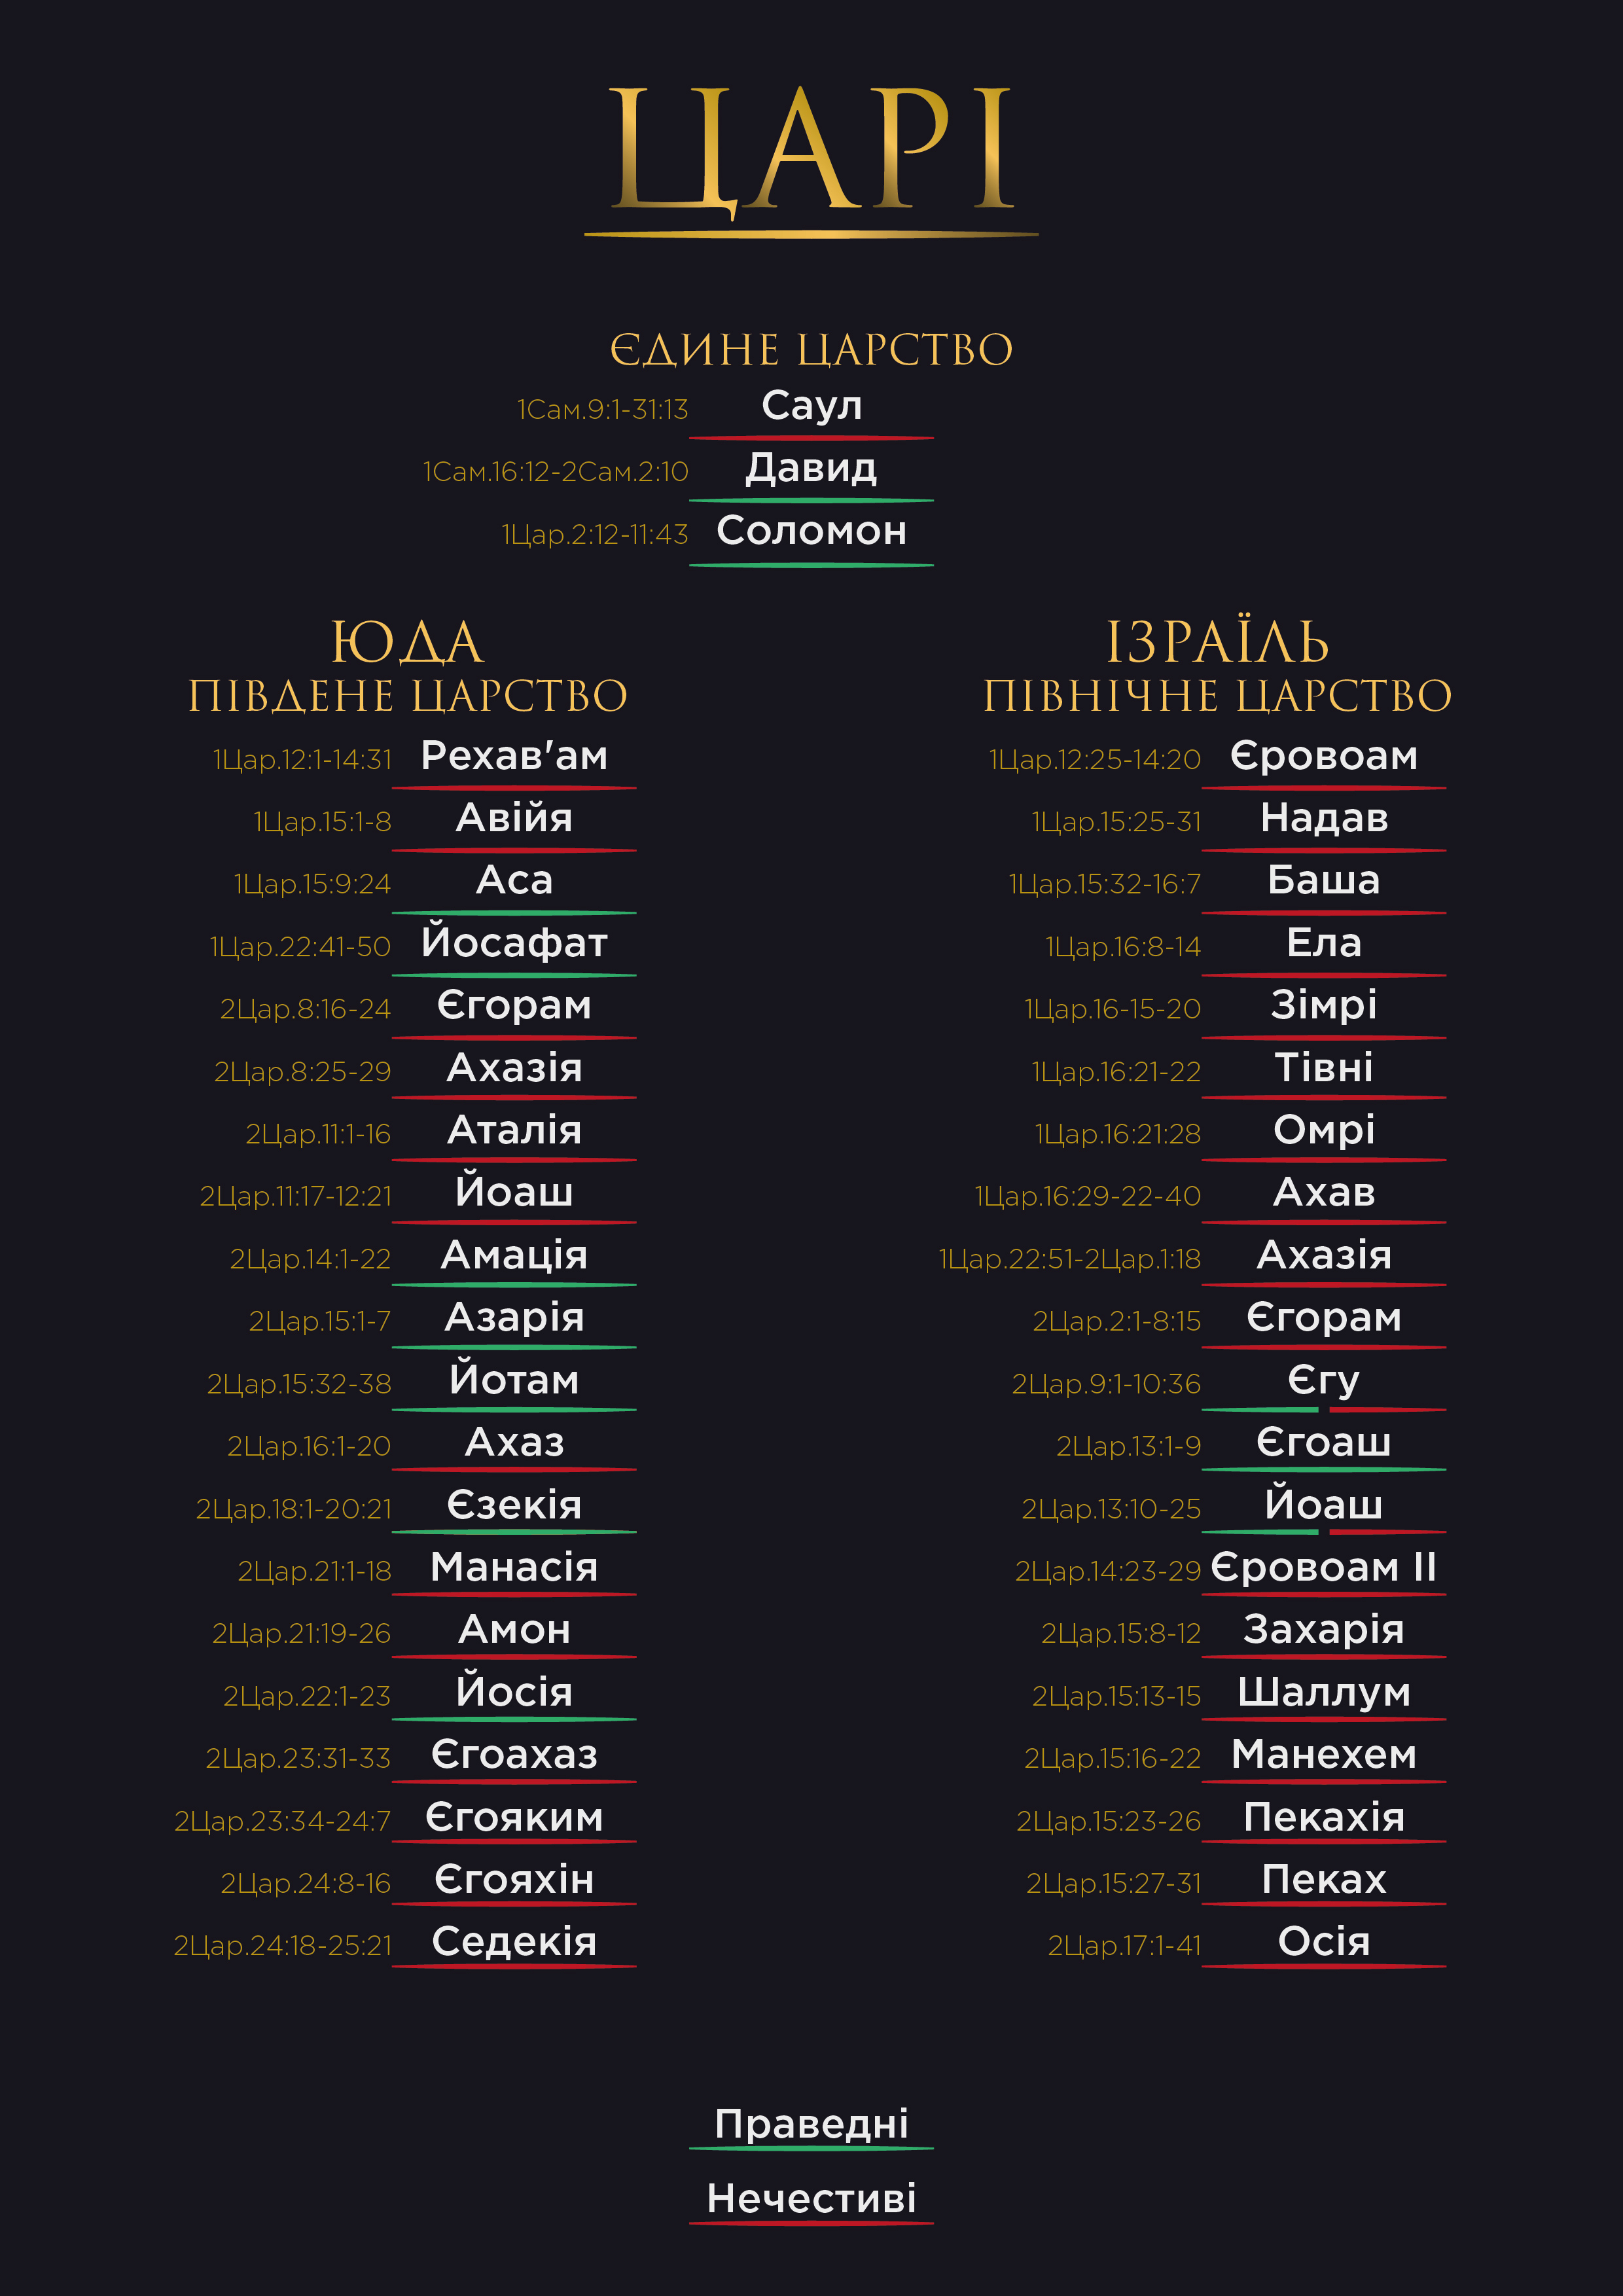 ЦАРІ
ЄДИНЕ ЦАРСТВО
1Сам.9:1-31:13 Саул
1Сам.16:12-2Сам.2:10 Давид
1Цар.2:12-11:43 Соломон
ЮДА
ПІВДЕНЕ ЦАРСТВО
1Цар.12:1-14:31 Рехав'ам
1Цар.15:1-8 Авійя
1Цар.15:9:24 Аса
1Цар.22:41-50 Йосафат
2Цар.8:16-24 Єгорам
2Цар.8:25-29 Ахазія
2Цар.11:1-16 Аталія
2Цар.11:17-12:21 Йоаш
2Цар.14:1-22 Амація
2Цар.15:1-7 Азарія
2Цар.15:32-38 Йотам
2Цар.16:1-20 Ахаз
2Цар.18:1-20:21 Єзекія
2Цар.21:1-18 Манасія
2Цар.21:19-26 Амон
2Цар.22:1-23 Йосія
2Цар.23:31-33 Єгоахаз
2Цар.23:34-24:7 Єгояким
2Цар.24:8-16 Єгояхін
2Цар.24:18-25:21 Седекія
ІЗРАЇЛЬ
ПІВНІЧНЕ ЦАРСТВО
1Цар.12:25-14:20 Єровоам
1Цар.15:25-31 Надав
1Цар.15:32-16:7 Баша
1Цар.16:8-14 Ела
1Цар.16-15-20 Зімрі
1Цар.16:21-22 Тівні
1Цар.16:21:28 Омрі
1Цар.16:29-22-40 Ахав
1Цар.22:51-2Цар.1:18 Ахазія
2Цар.2:1-8:15 Єгорам
2Цар.9:1-10:36 Єгу
2Цар.13:1-9 Єгоаш
2Цар.13:10-25 Йоаш
2Цар.14:23-29 Єровоам II
2Цар.15:8-12 Захарія
2Цар.15:13-15 Шаллум
2Цар.15:16-22 Манехем
2Цар.15:23-26 Пекахія
2Цар.15:27-31 Пеках
2Цар.17:1-41 Осія
Праведні
Нечестиві